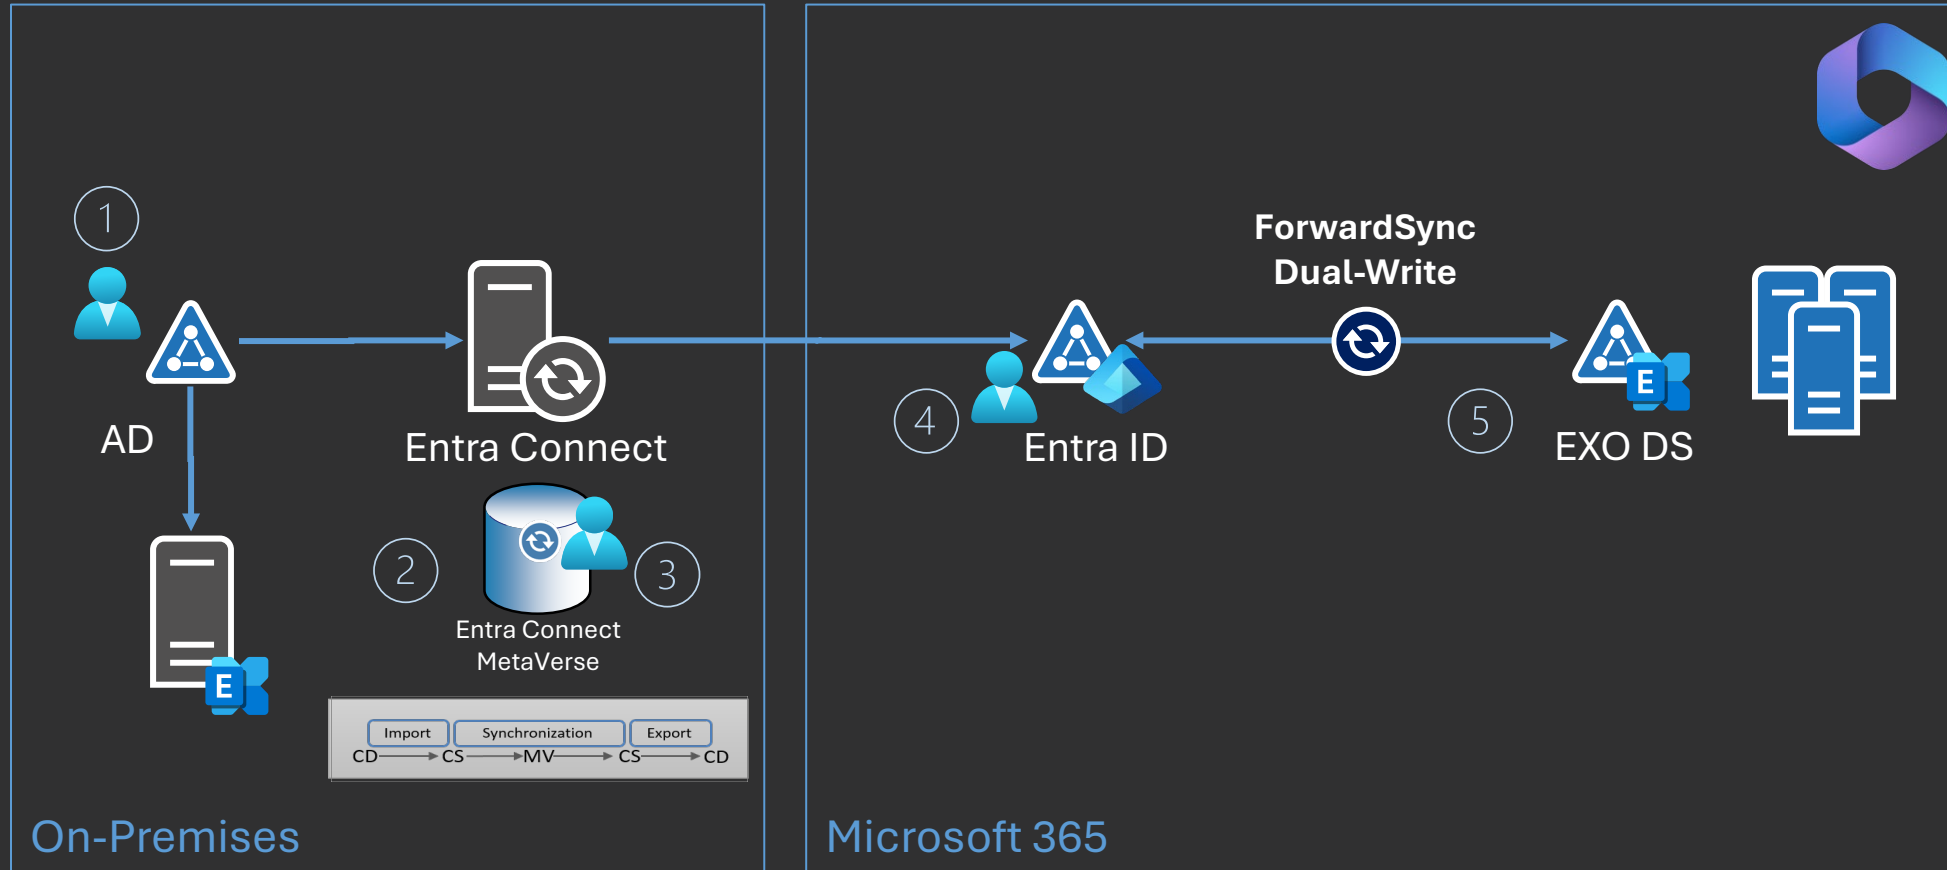 1
ForwardSync
Dual-Write
AD
Entra Connect
4
Entra ID
5
E
EXO DS
2
3
Entra Connect
MetaVerse
E
Import
Synchronization
Export
CD
CS
MV
CS
CD
On-Premises
Microsoft 365